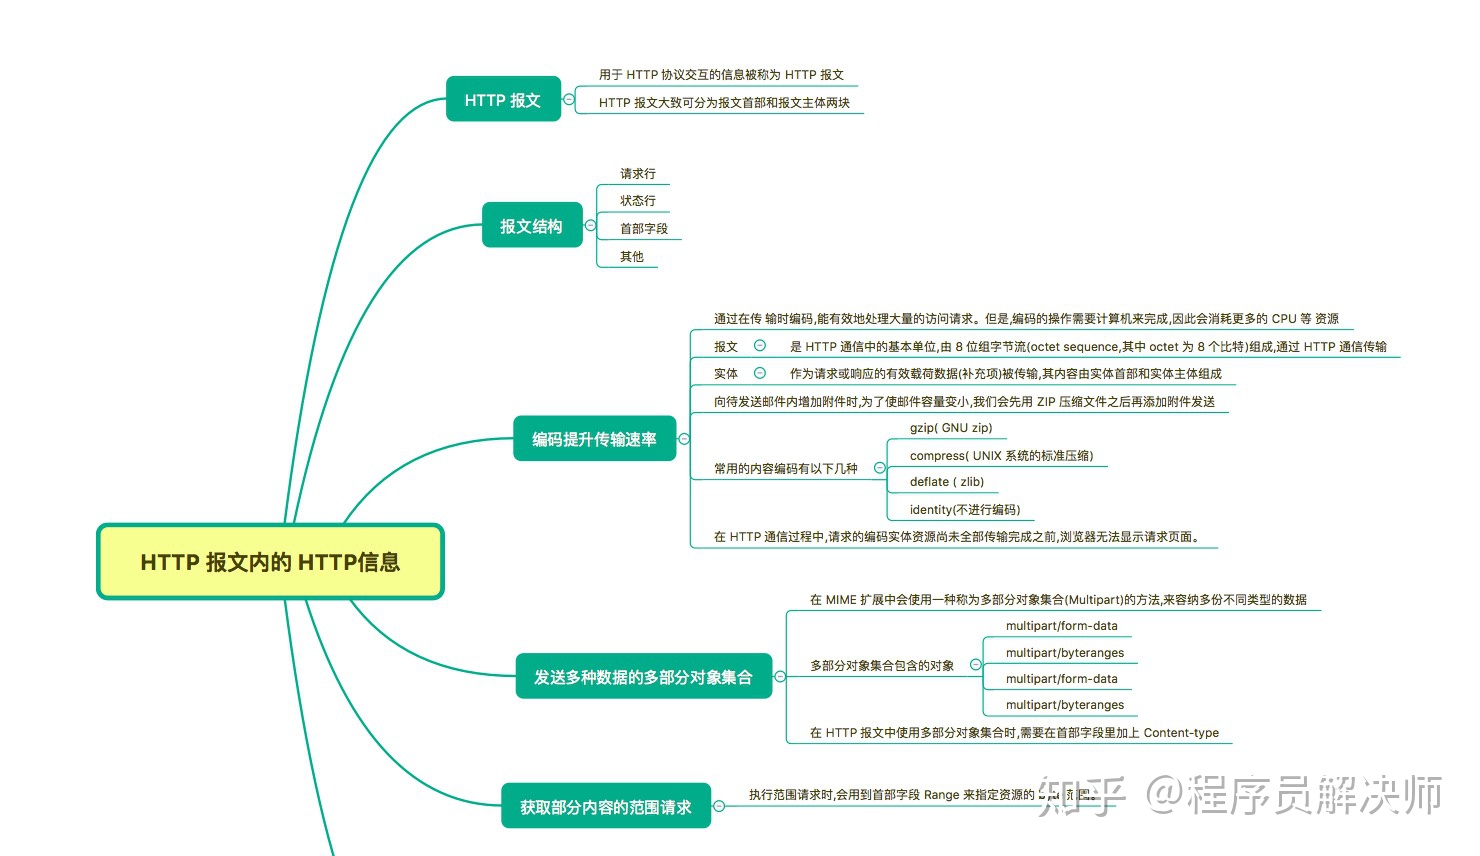 HTTP 报文
用于 HTTP 协议交互的信息被称为 HTTP 报文
HTTP 报文大致可分为报文首部和报文主体两块
报文结构
请求行
状态行
首部字段
其他
编码提升传输速率
通过在传 输时编码,能有效地处理大量的访问请求。但是,编码的操作需要计算机来完成,因此会消耗更多的 CPU 等 资源
报文 是 HTTP 通信中的基本单位,由 8 位组字节流(octet sequence,其中 octet 为 8 个比特)组成,通过 HTTP 通信传输
实体 作为请求或响应的有效载荷数据(补充项)被传输,其内容由实体首部和实体主体组成
向待发送邮件内增加附件时,为了使邮件容量变小,我们会先用 ZIP 压缩文件之后再添加附件发送
常用的内容编码有以下几种
gzip( GNU zip)
compress( UNIX 系统的标准压缩)
deflate ( zlib)
identity(不进行编码)
在 HTTP 通信过程中,请求的编码实体资源尚未全部传输完成之前,浏览器无法显示请求页面。
HTTP 报文内的 HTTP信息
发送多种数据的多部分对象集合
在 MIME 扩展中会使用一种称为多部分对象集合(Multipart)的方法,来容纳多份不同类型的数据
多部分对象集合包含的对象
multipart/form-data
multipart/byteranges
multipart/form-data
multipart/byteranges
在 HTTP 报文中使用多部分对象集合时,需要在首部字段里加上 Content-type
获取部分内容的范围请求
执行范围请求时,会用到首部字段 Range 来指定资源的 byte 范围。
知乎 @程序员解决师